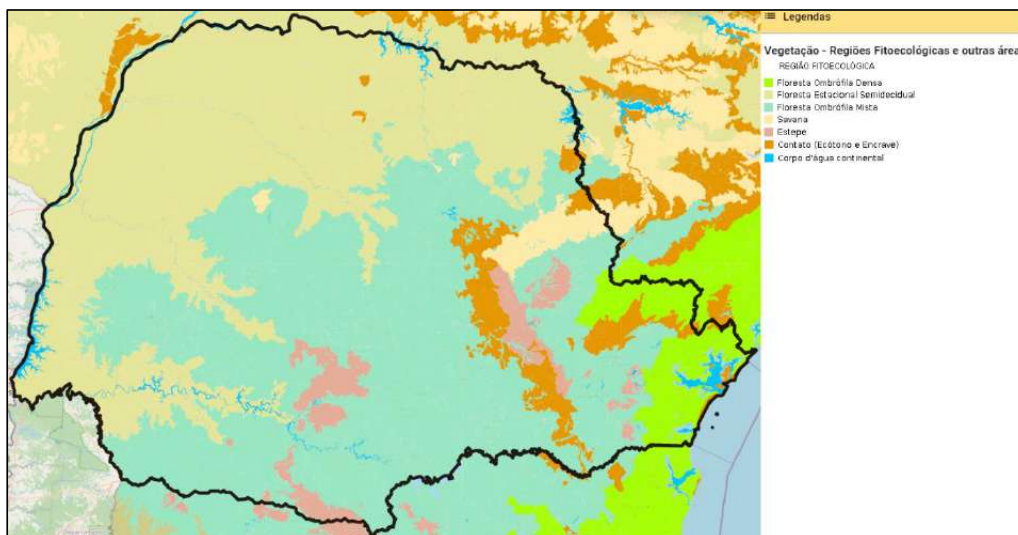 Legendas
Vegetação - Regiões Fitoecológicas e outras área
REGIÃO FITOECOLÓGICA
Floresta Ombrófila Densa
Floresta Estacional Semidecidual
Floresta Ombrófila Mista
Savana
Estepe
Contato (Ecótono e Encrave)
Corpo d'água continental